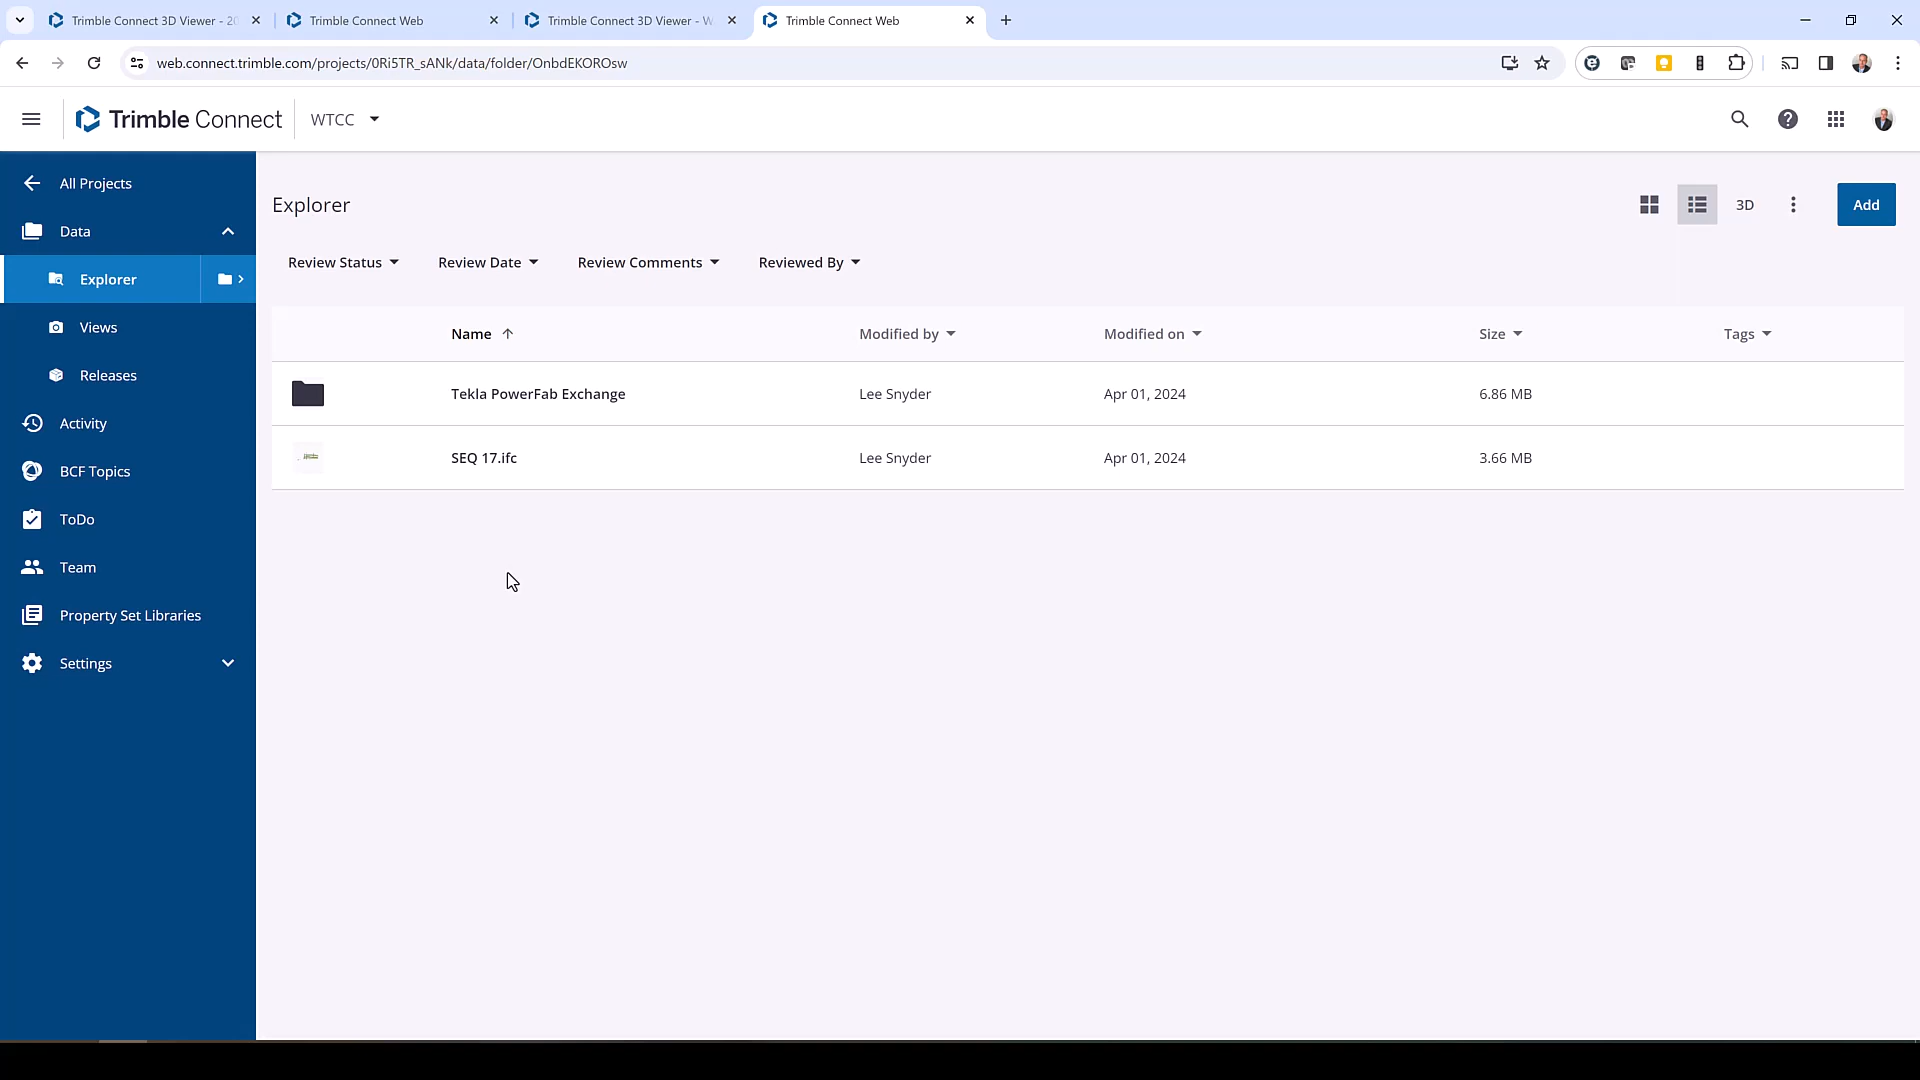 Trimble Connect 3D Viewer - 20
Trimble Connect Web
Trimble Connect 3D Viewer - W
Trimble Connect Web
web.connect.trimble.com/projects/0Ri5TR_sANk/data/folder/OnbdEKOROsw
Trimble Connect
WTCC
All Projects
Data
Explorer
Views
Releases
Activity
BCF Topics
ToDo
Team
Property Set Libraries
Settings
Explorer
3D
Add
Review Status
Review Date
Review Comments
Reviewed By
Name Modified by Modified on Size Tags
Tekla PowerFab Exchange Lee Snyder Apr 01, 2024 6.86 MB
SEQ 17.ifc Lee Snyder Apr 01, 2024 3.66 MB